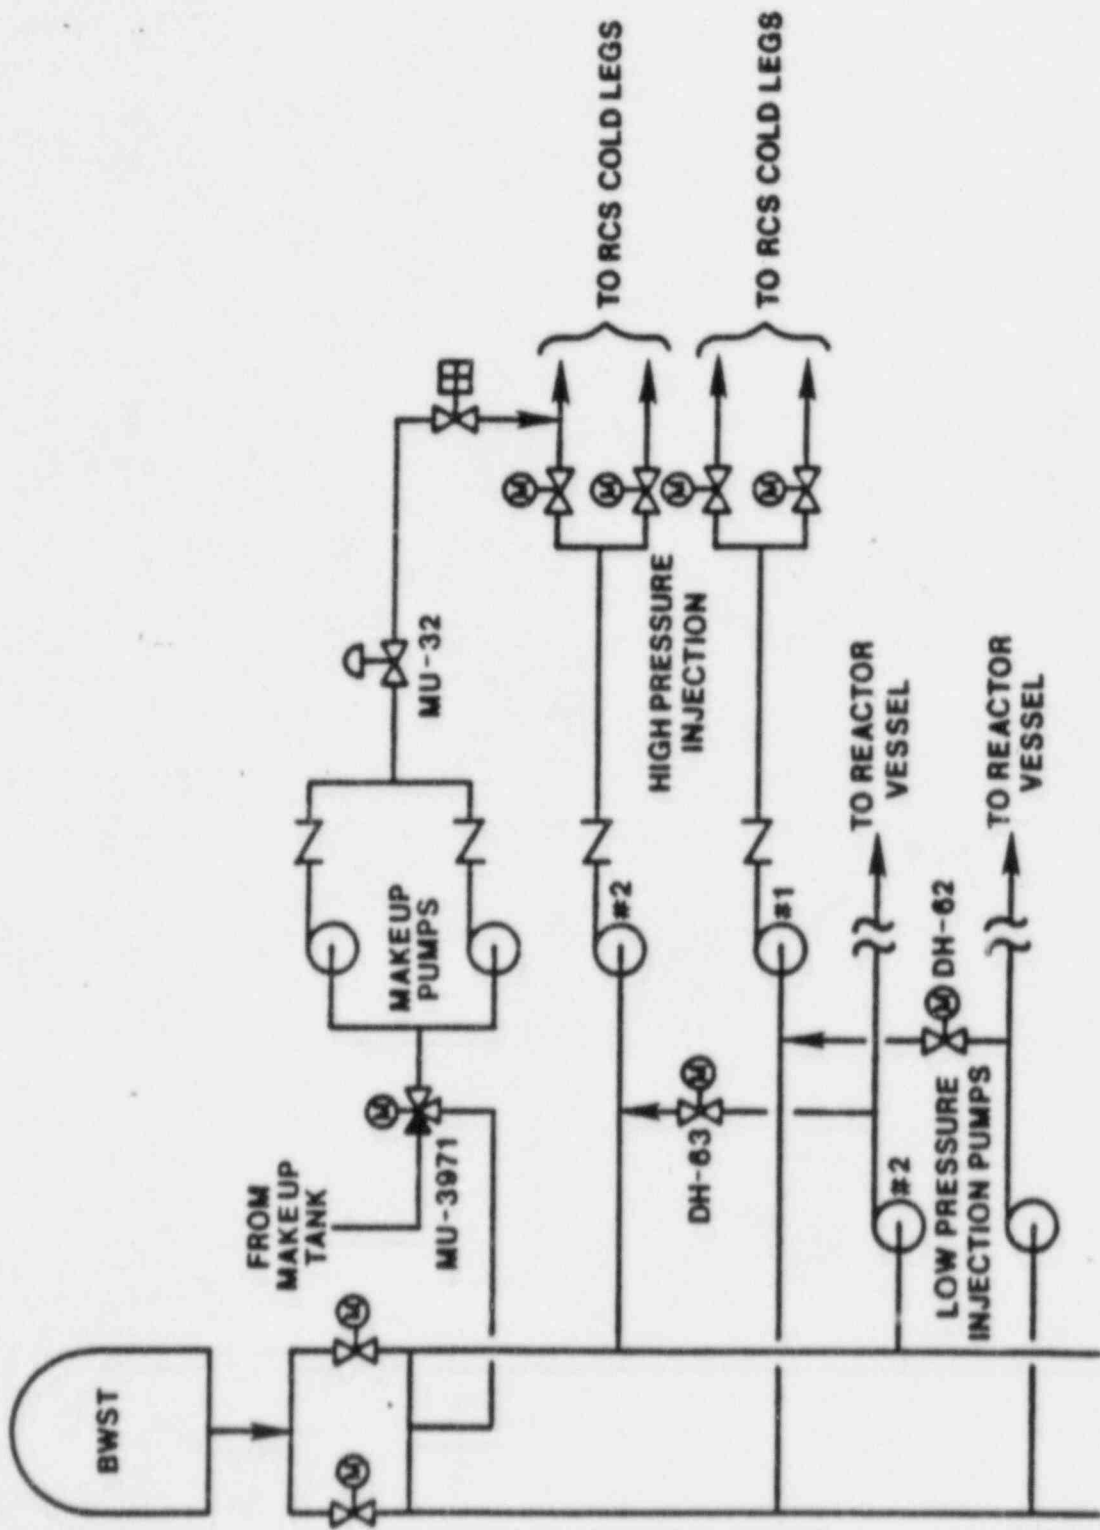 BWST
FROM
MAKEUP
TANK
MU-3971
M
M
M
MAKEUP
PUMPS
MU-32
M
M
M
M
TO RCS COLD LEGS
TO RCS COLD LEGS
HIGH PRESSURE
INJECTION
#2
#1
DH-63
M
M
DH-62
#2
LOW PRESSURE
INJECTION PUMPS
TO REACTOR
VESSEL
TO REACTOR
VESSEL